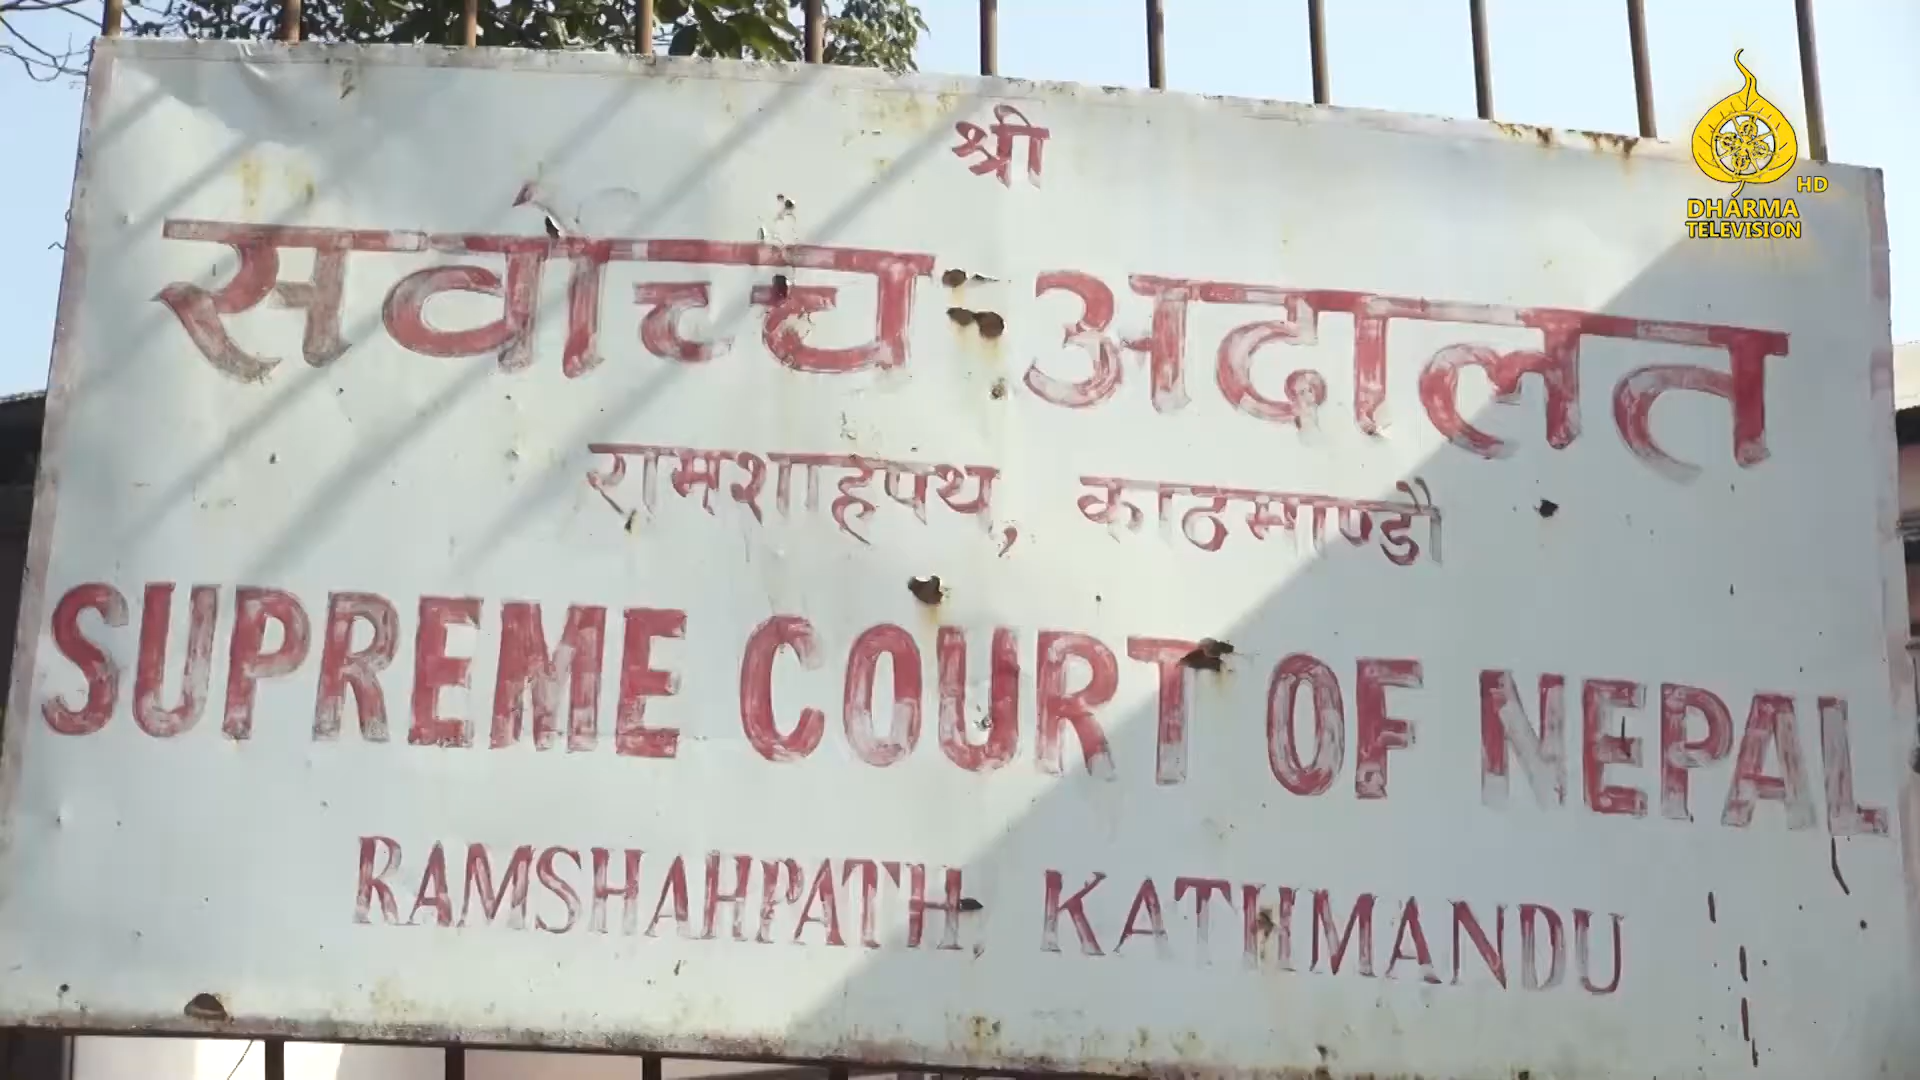 श्री
सर्वोच्च अदालत
रामशाहपथ, काठमाण्डौ
SUPREME COURT OF NEPAL
RAMSHAHPATH, KATHMANDU
HD
DHARMA
TELEVISION